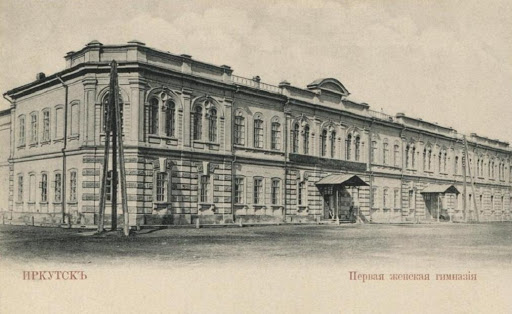 ИРКУТСКЪ
Первая женская гимназія